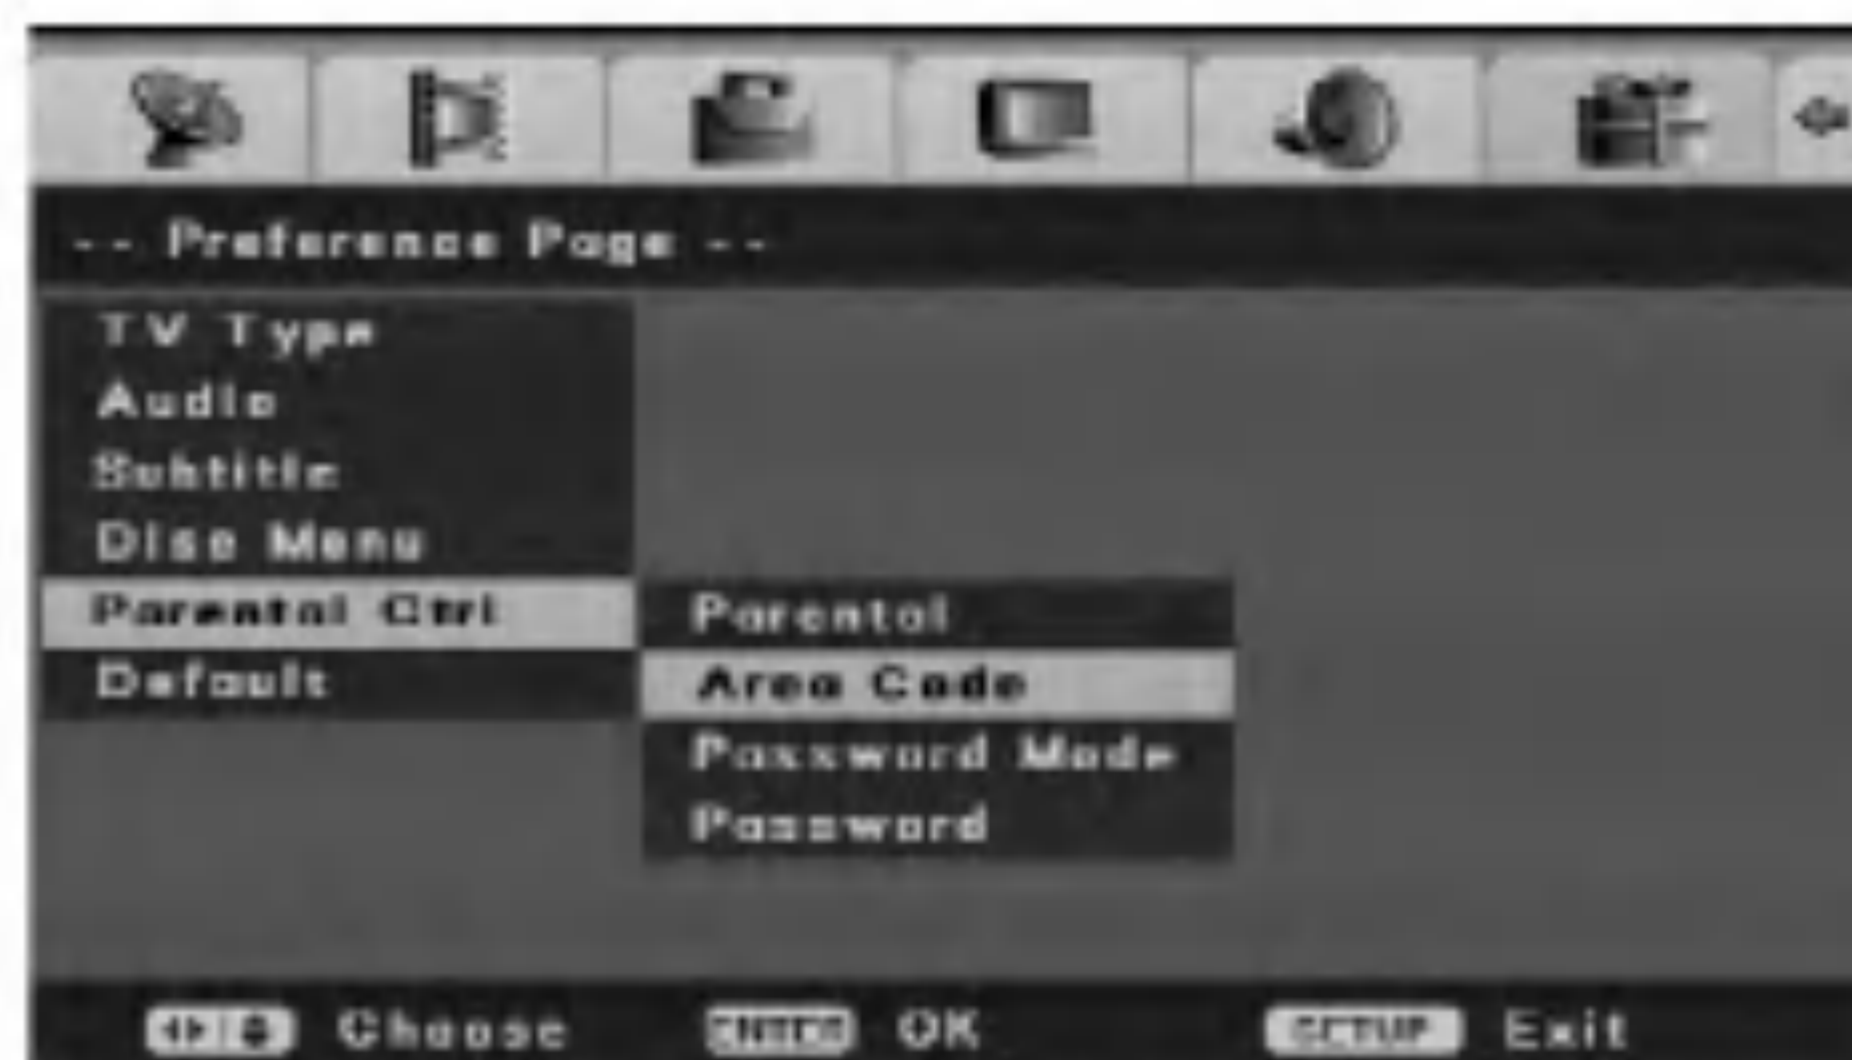 -- Preference Page --
TV Type
Audio
Subtitle
Disc Menu
Parental Ctrl
Default
Parental
Area Code
Password Mode
Password
Choose ENTER OK SETUP Exit